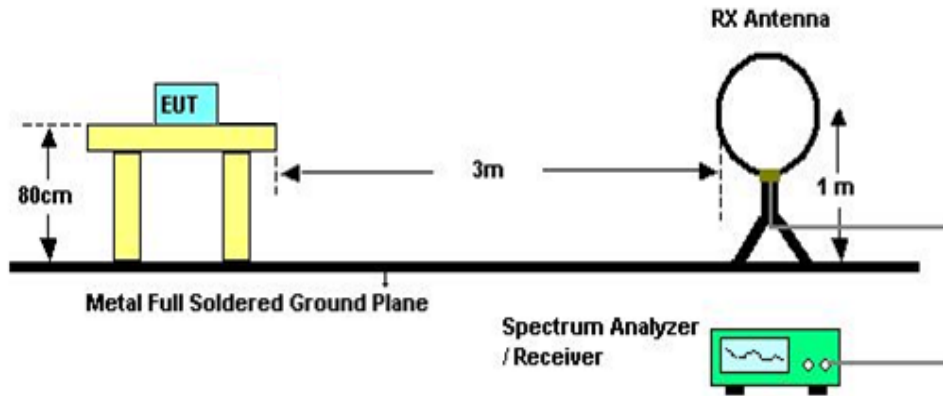 RX Antenna
EUT
3m
80cm
1 m
Metal Full Soldered Ground Plane
Spectrum Analyzer
/ Receiver